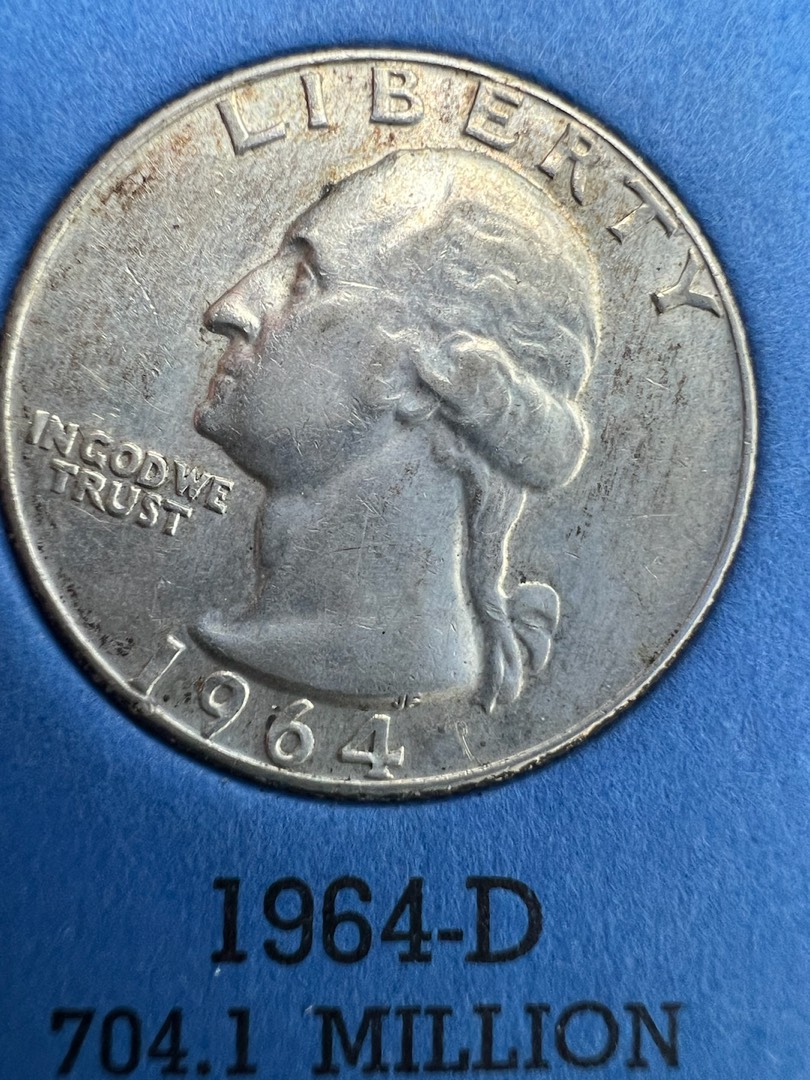 LIBERTY
IN GOD WE
TRUST
1964
1964-D
704.1 MILLION